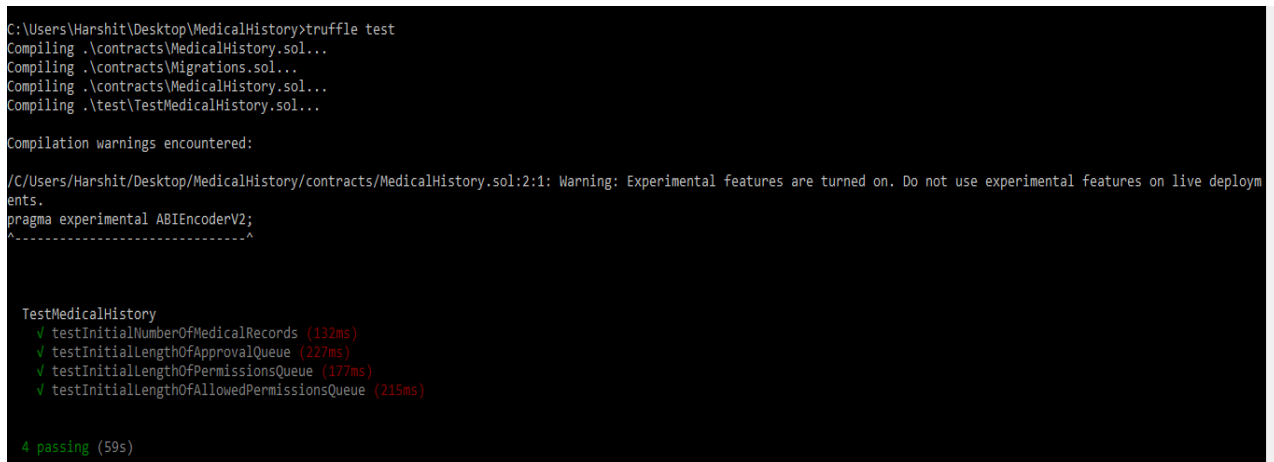 C:\Users\Harshit\Desktop\MedicalHistory>truffle test
Compiling .\contracts\MedicalHistory.sol...
Compiling .\contracts\Migrations.sol...
Compiling .\contracts\MedicalHistory.sol...
Compiling .\test\TestMedicalHistory.sol...
Compilation warnings encountered:
/C/Users/Harshit/Desktop/MedicalHistory/contracts/MedicalHistory.sol:2:1: Warning: Experimental features are turned on. Do not use experimental features on live deploym
ents.
pragma experimental ABIEncoderV2;
^-------------------------------^
TestMedicalHistory
√ testInitialNumberOfMedicalRecords (132ms)
√ testInitialLengthOfApprovalQueue (227ms)
√ testInitialLengthOfPermissionsQueue (177ms)
√ testInitialLengthOfAllowedPermissionsQueue (215ms)
4 passing (59s)